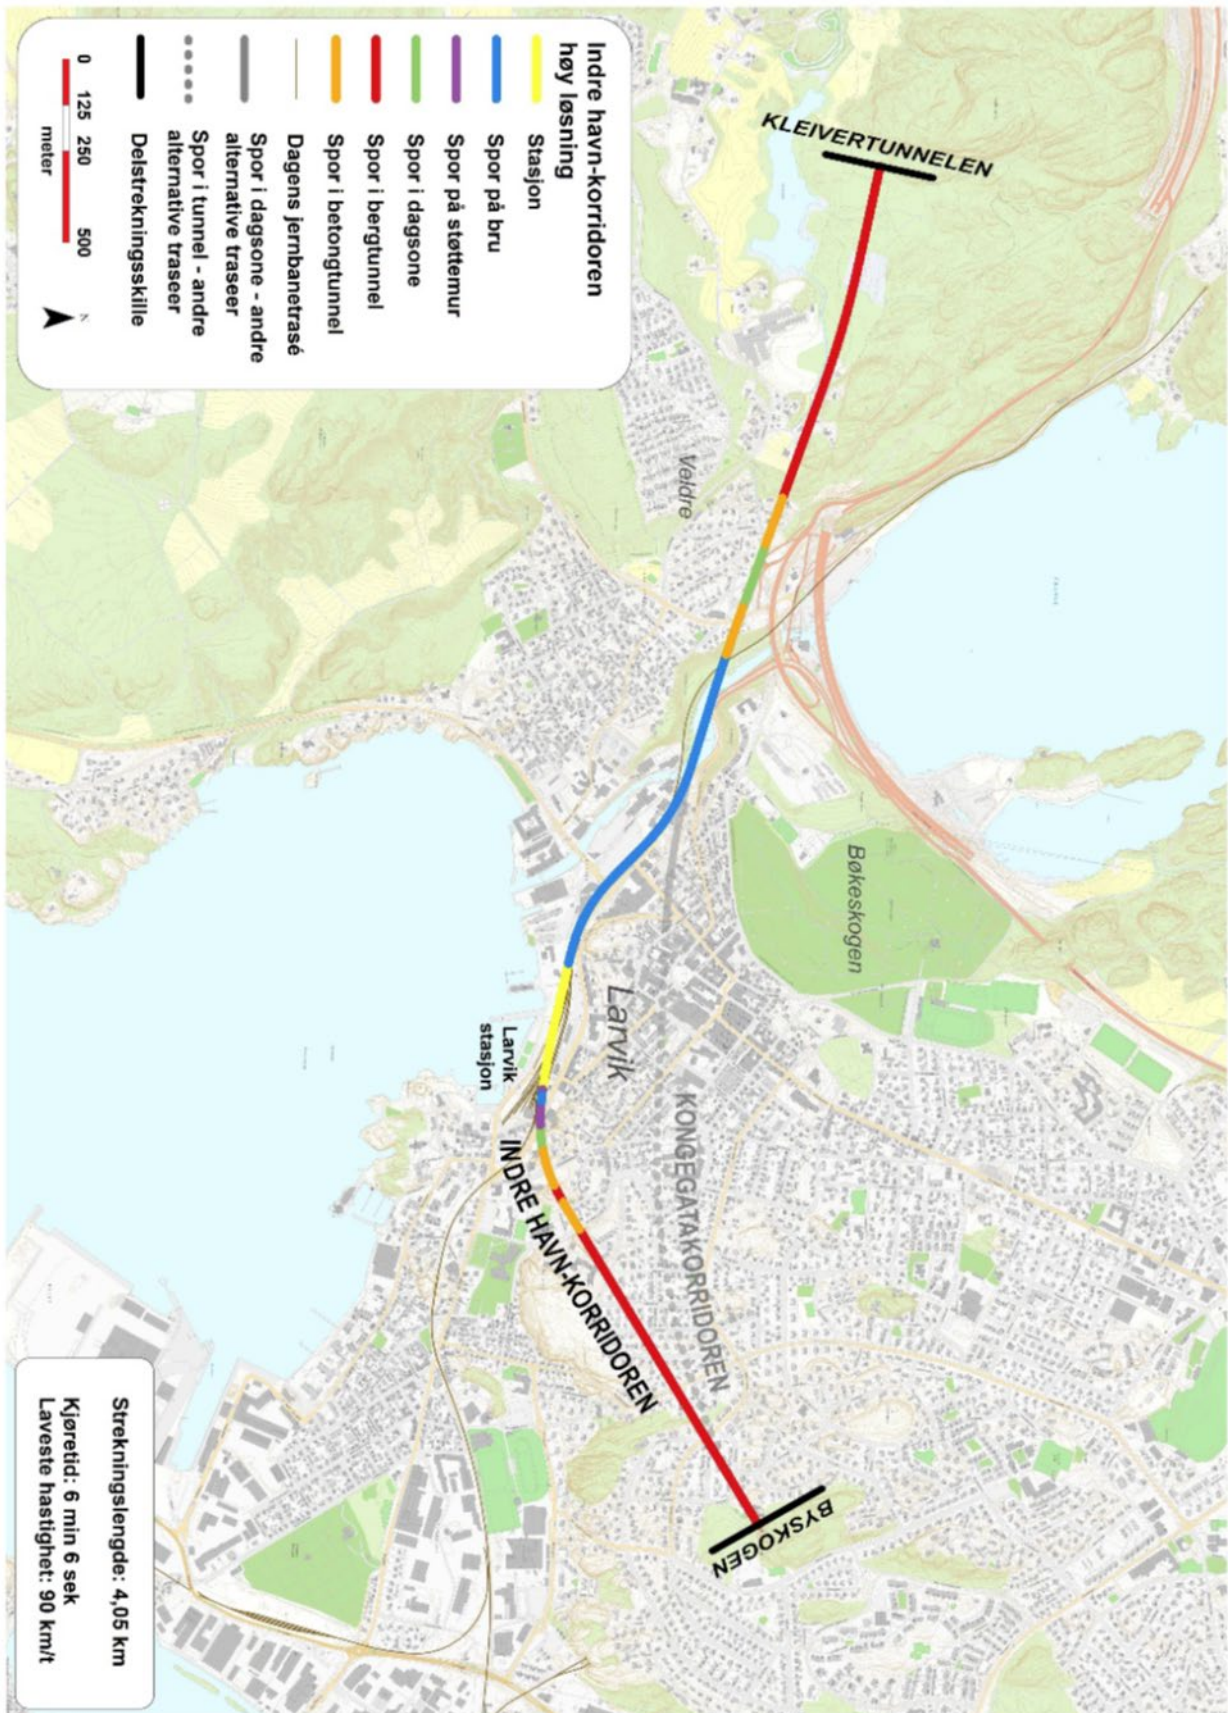 Indre havn-korridoren
høy løsning
Stasjon
Spor på bru
Spor på støttemur
Spor i dagsone
Spor i bergtunnel
Spor i betongtunnel
Dagens jernbanetrasé
Spor i dagsone - andre
alternative traseer
Spor i tunnel - andre
alternative traseer
Delstrekningsskille
0 125 250 500
meter
N
KLEIVERTUNNELEN
Veldre
Bøkeskogen
Larvik
Larvik
stasjon
KONGEGATAKORRIDOREN
INDRE HAVN-KORRIDOREN
BYSKOGEN
Strekningslengde: 4,05 km
Kjøretid: 6 min 6 sek
Laveste hastighet: 90 km/t